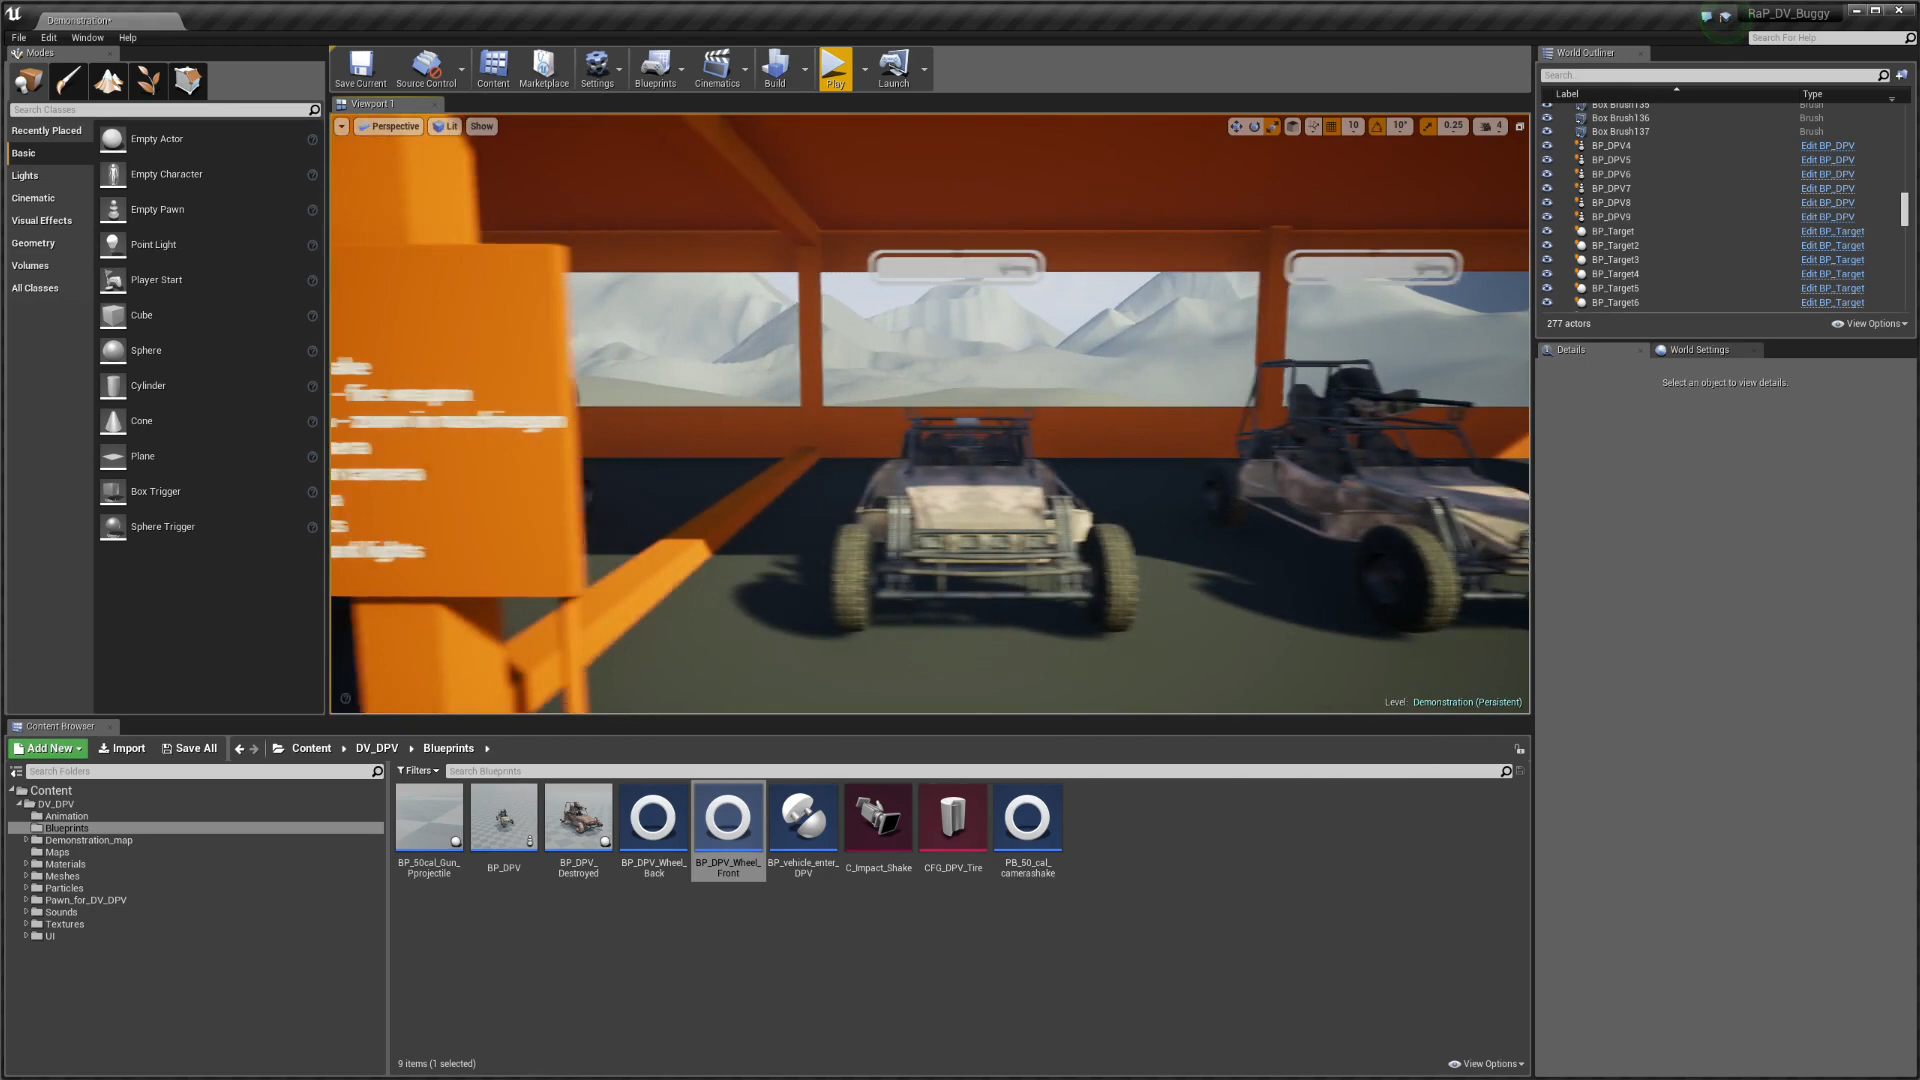 Demonstration*
RaP_DV_Buggy
File Edit Window Help
Search For Help
Modes
Search Classes
Recently Placed
Basic
Lights
Cinematic
Visual Effects
Geometry
Volumes
All Classes
Empty Actor
Empty Character
Empty Pawn
Point Light
Player Start
Cube
Sphere
Cylinder
Cone
Plane
Box Trigger
Sphere Trigger
Save Current
Source Control
Content
Marketplace
Settings
Blueprints
Cinematics
Build
Play
Launch
Viewport 1
Perspective Lit Show
10 10° 0.25 4
Level: Demonstration (Persistent)
World Outliner
Search...
Label Type
Box Brush135 Brush
Box Brush136 Brush
Box Brush137 Brush
BP_DPV4 Edit BP_DPV
BP_DPV5 Edit BP_DPV
BP_DPV6 Edit BP_DPV
BP_DPV7 Edit BP_DPV
BP_DPV8 Edit BP_DPV
BP_DPV9 Edit BP_DPV
BP_Target Edit BP_Target
BP_Target2 Edit BP_Target
BP_Target3 Edit BP_Target
BP_Target4 Edit BP_Target
BP_Target5 Edit BP_Target
BP_Target6 Edit BP_Target
277 actors View Options
Details World Settings
Select an object to view details.
Content Browser
Add New Import Save All Content DV_DPV Blueprints
Search Folders
Content
DV_DPV
Animation
Blueprints
Demonstration_map
Maps
Materials
Meshes
Particles
Pawn_for_DV_DPV
Sounds
Textures
UI
Filters Search Blueprints
BP_50cal_Gun_
Pprojectile
BP_DPV
BP_DPV_
Destroyed
BP_DPV_Wheel_
Back
BP_DPV_Wheel_
Front
BP_vehicle_enter_
DPV
C_Impact_Shake
CFG_DPV_Tire
PB_50_cal_
camerashake
9 items (1 selected) View Options